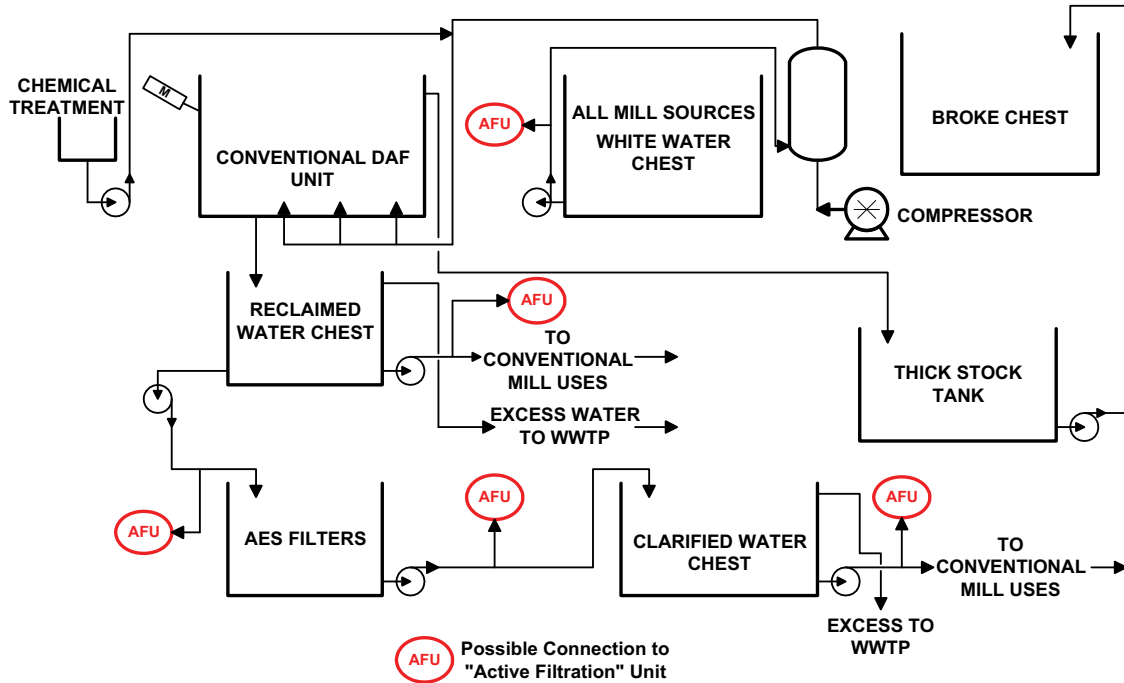 CHEMICAL
TREATMENT
M
CONVENTIONAL DAF
UNIT
AFU
ALL MILL SOURCES
WHITE WATER
CHEST
BROKE CHEST
COMPRESSOR
RECLAIMED
WATER CHEST
AFU
TO
CONVENTIONAL
MILL USES
EXCESS WATER
TO WWTP
THICK STOCK
TANK
AFU
AES FILTERS
AFU
CLARIFIED WATER
CHEST
AFU
TO
CONVENTIONAL
MILL USES
EXCESS TO
WWTP
AFU
Possible Connection to
"Active Filtration" Unit